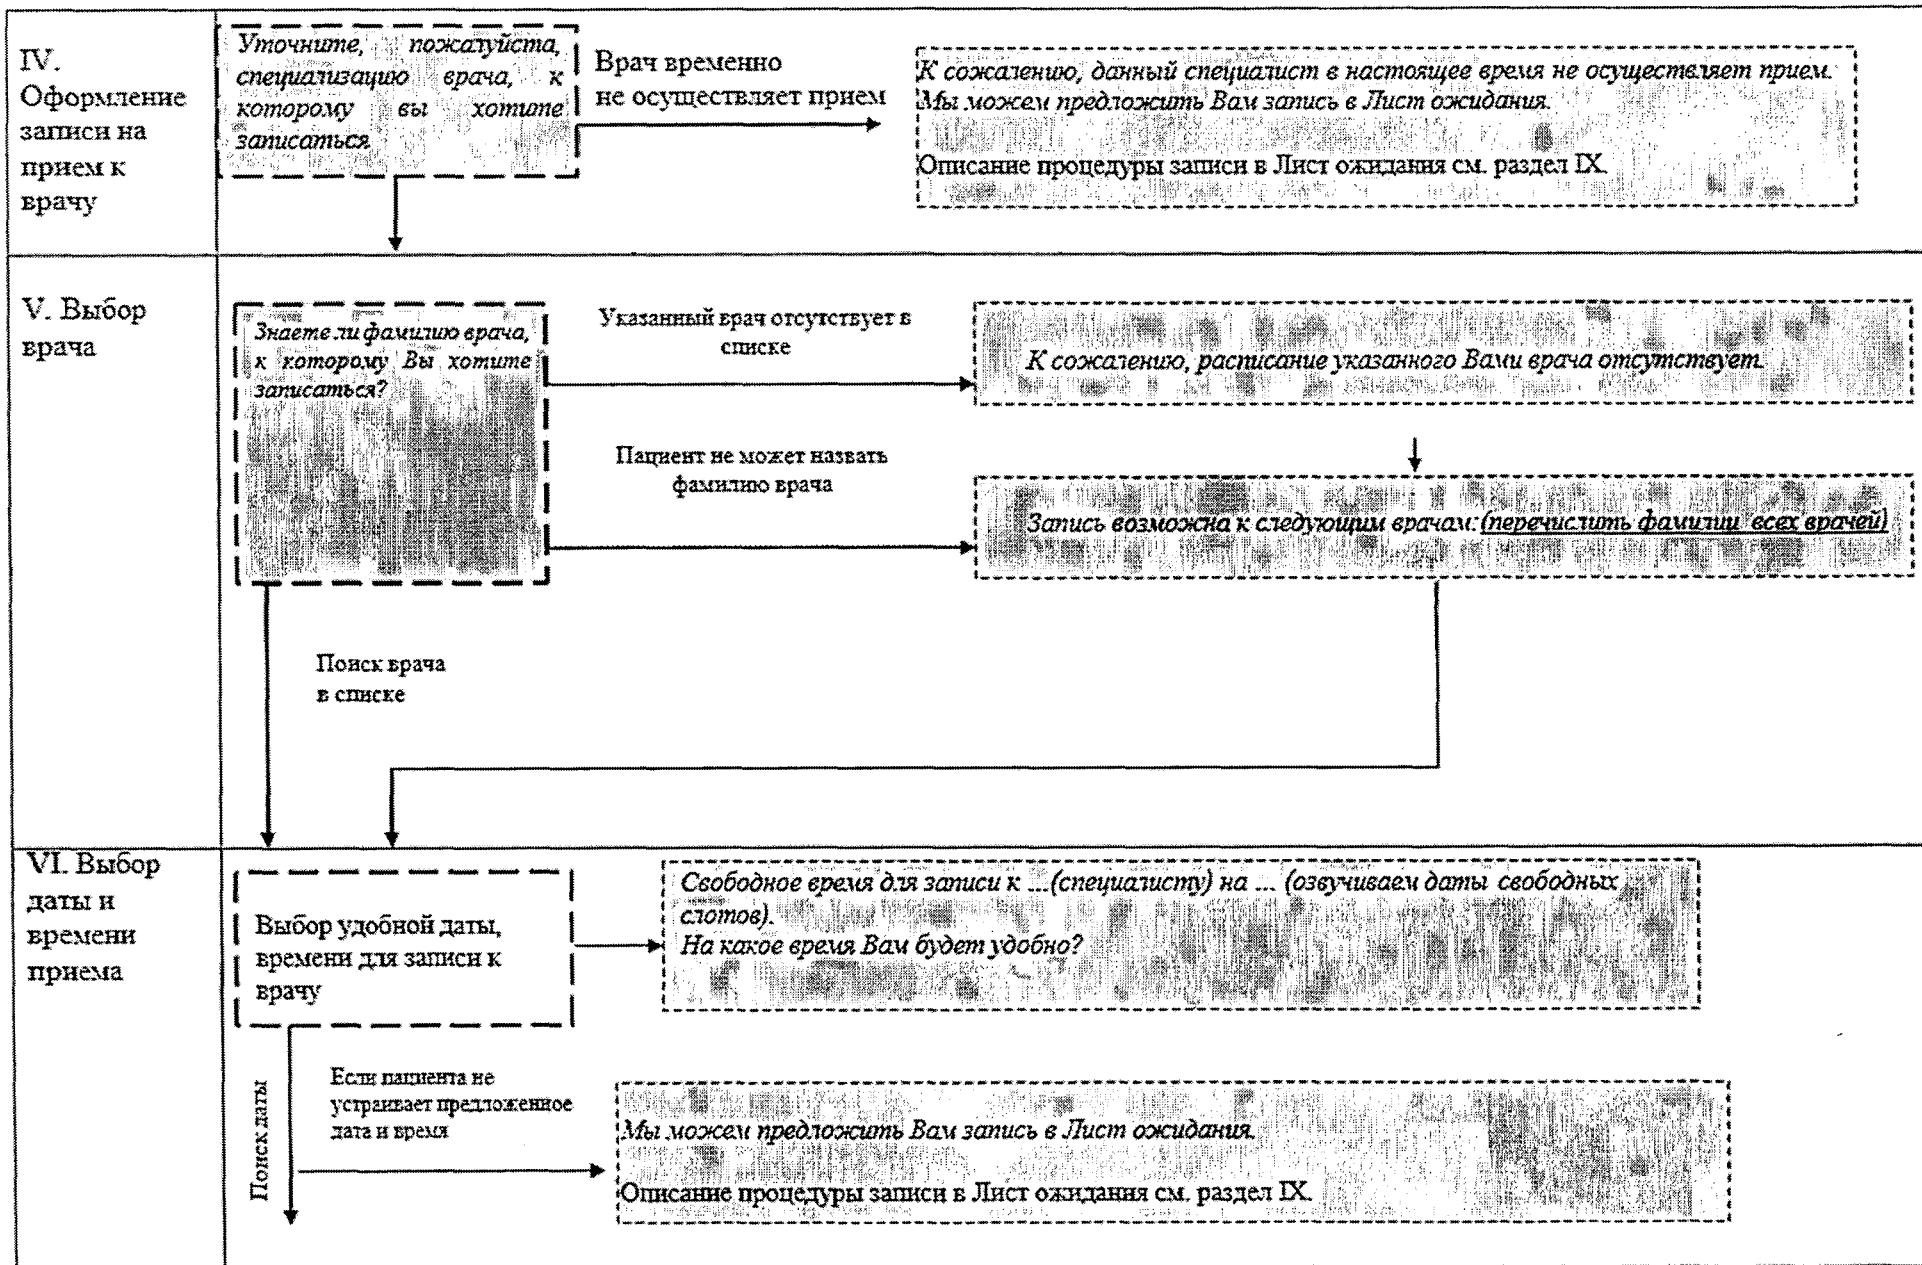 IV.
Оформление
записи на
прием к
врачу
Уточните, пожалуйста,
специализацию врача, к
которому вы хотите
записаться
Врач временно
не осуществляет прием
К сожалению, данный специалист в настоящее время не осуществляет прием.
Мы можем предложить Вам запись в Лист ожидания.
Описание процедуры записи в Лист ожидания см. раздел IX.
V. Выбор
врача
Знаете ли фамилию врача,
к которому Вы хотите
записаться?
Указанный врач отсутствует в
списке
К сожалению, расписание указанного Вами врача отсутствует.
Пациент не может назвать
фамилию врача
Запись возможна к следующим врачам:(перечислить фамилии всех врачей)
Поиск врача
в списке
VI. Выбор
даты и
времени
приема
Выбор удобной даты,
времени для записи к
врачу
Свободное время для записи к ...(специалисту) на ... (озвучиваем даты свободных
слотов).
На какое время Вам будет удобно?
Поиск даты
Если пациента не
устраивает предложенное
дата и время
Мы можем предложить Вам запись в Лист ожидания.
Описание процедуры записи в Лист ожидания см. раздел IX.